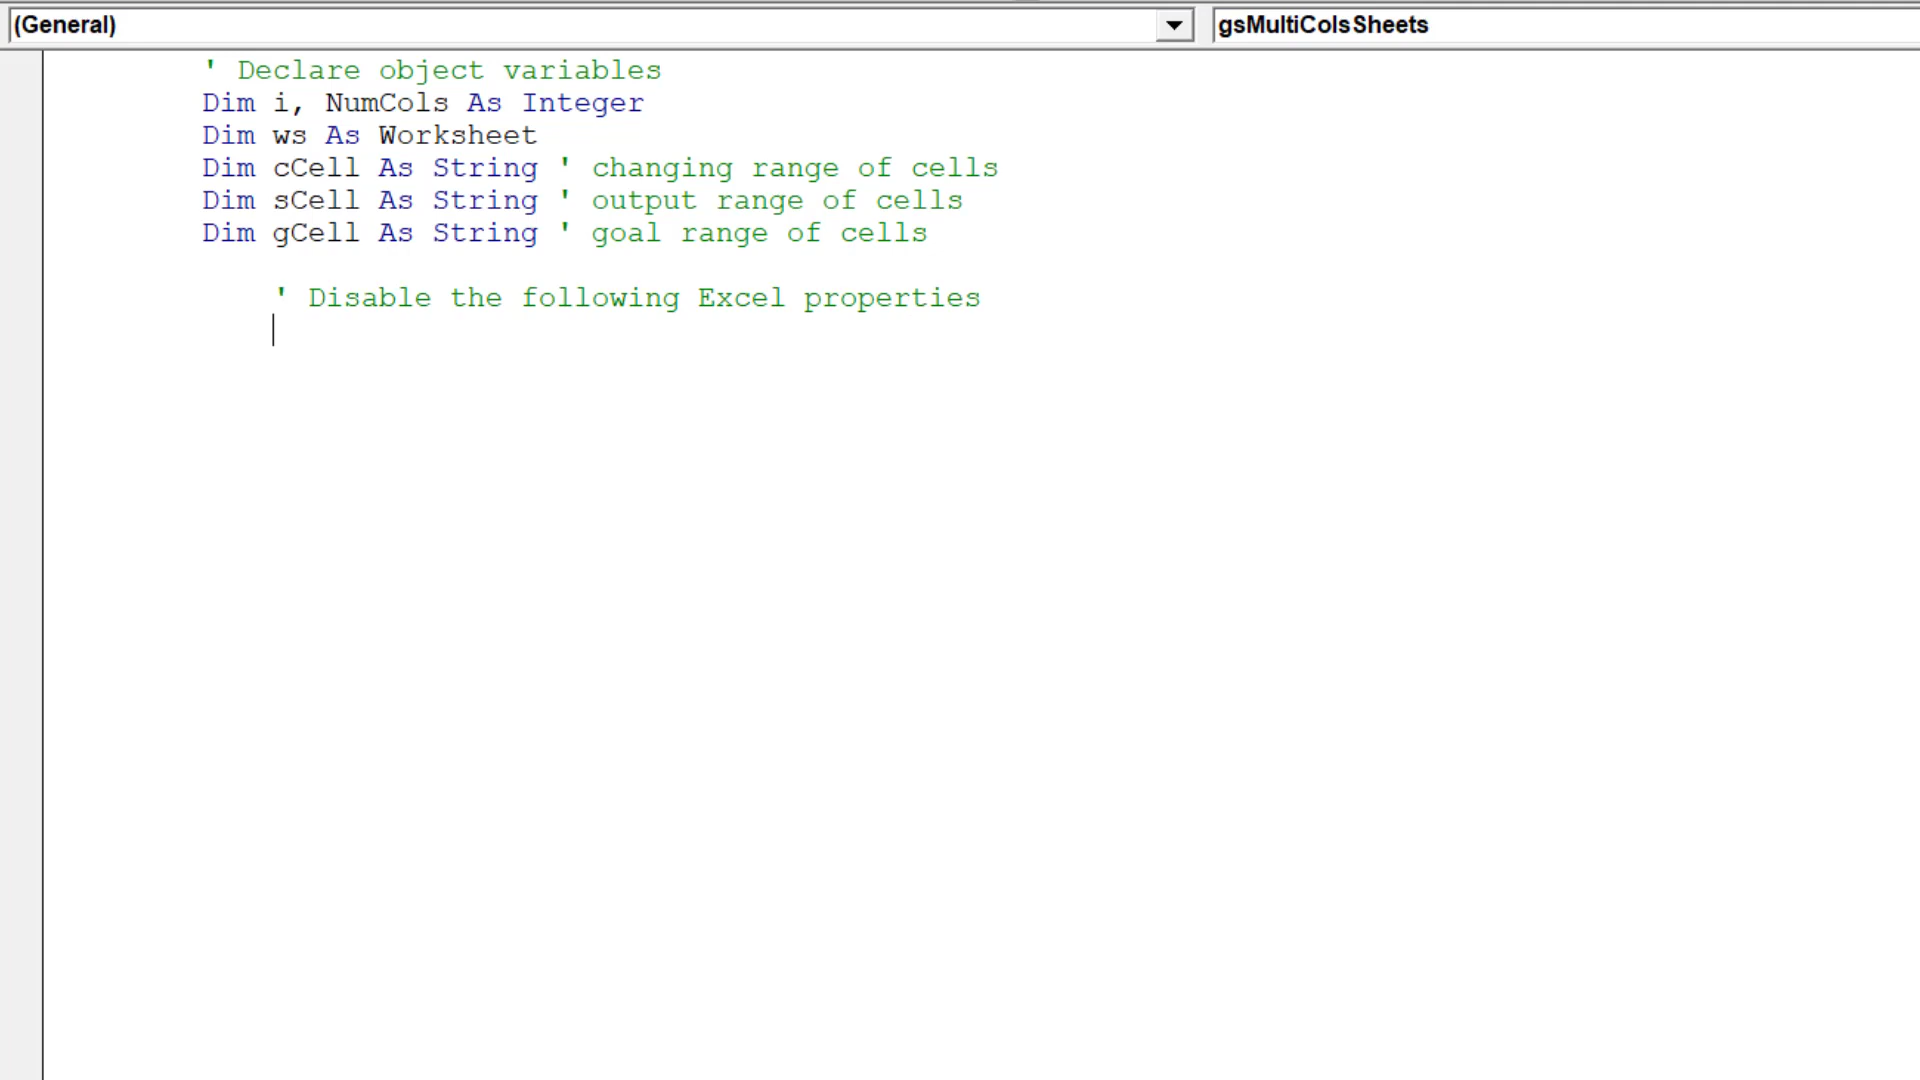 (General)
gsMultiColsSheets
' Declare object variables
Dim i, NumCols As Integer
Dim ws As Worksheet
Dim cCell As String ' changing range of cells
Dim sCell As String ' output range of cells
Dim gCell As String ' goal range of cells
' Disable the following Excel properties